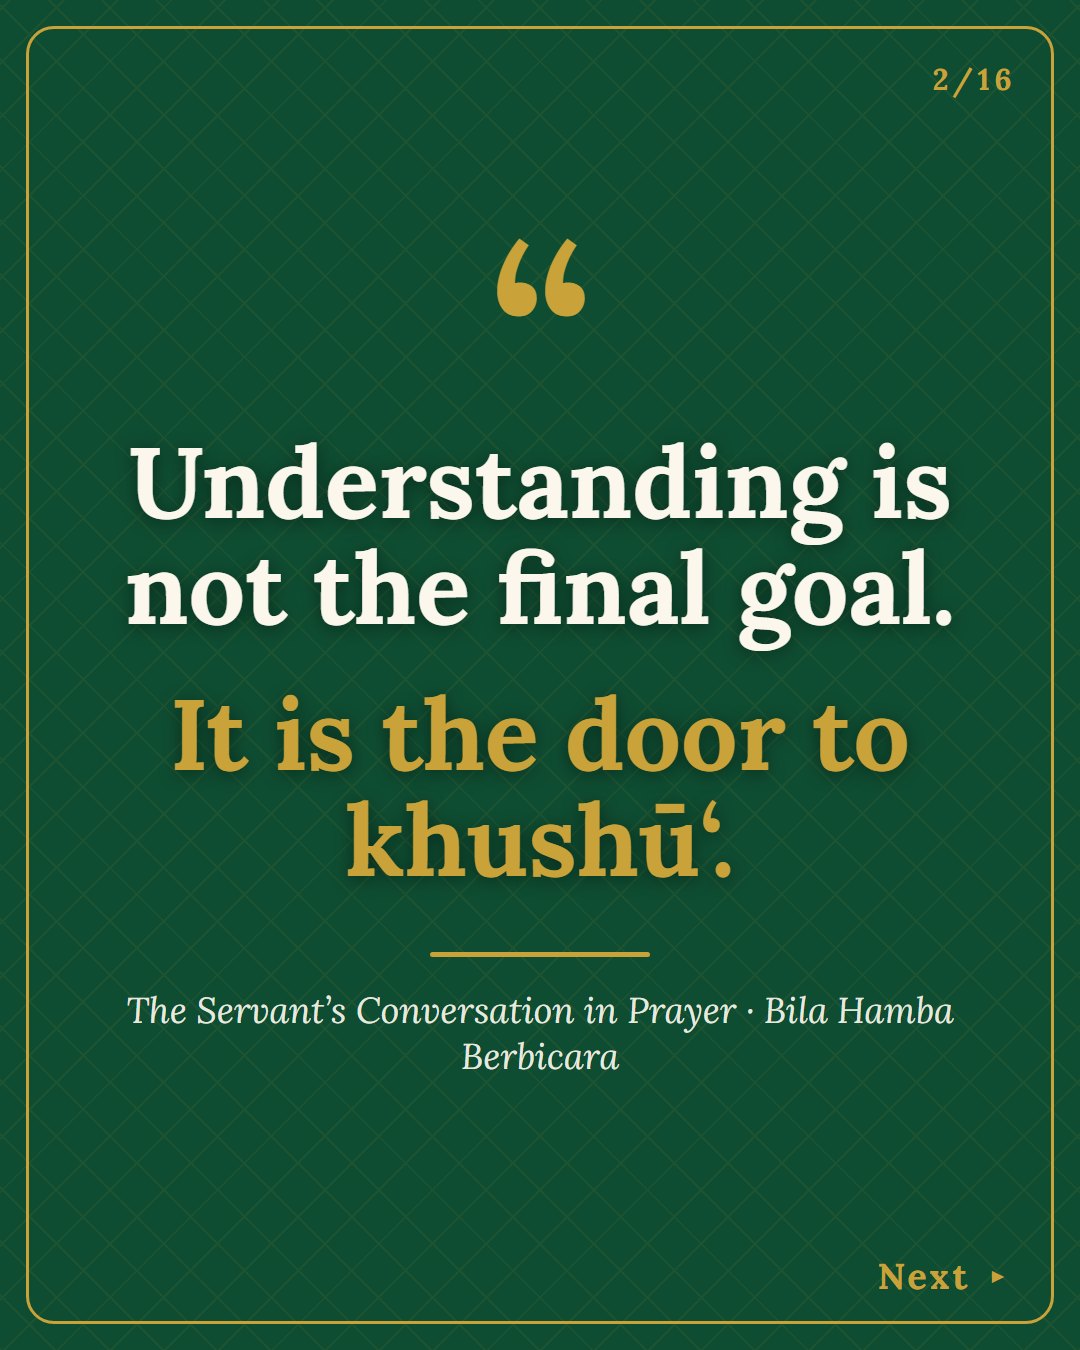 2/16
“
Understanding is
not the final goal.
It is the door to
khushū‘.
The Servant’s Conversation in Prayer · Bila Hamba
Berbicara
Next ▸